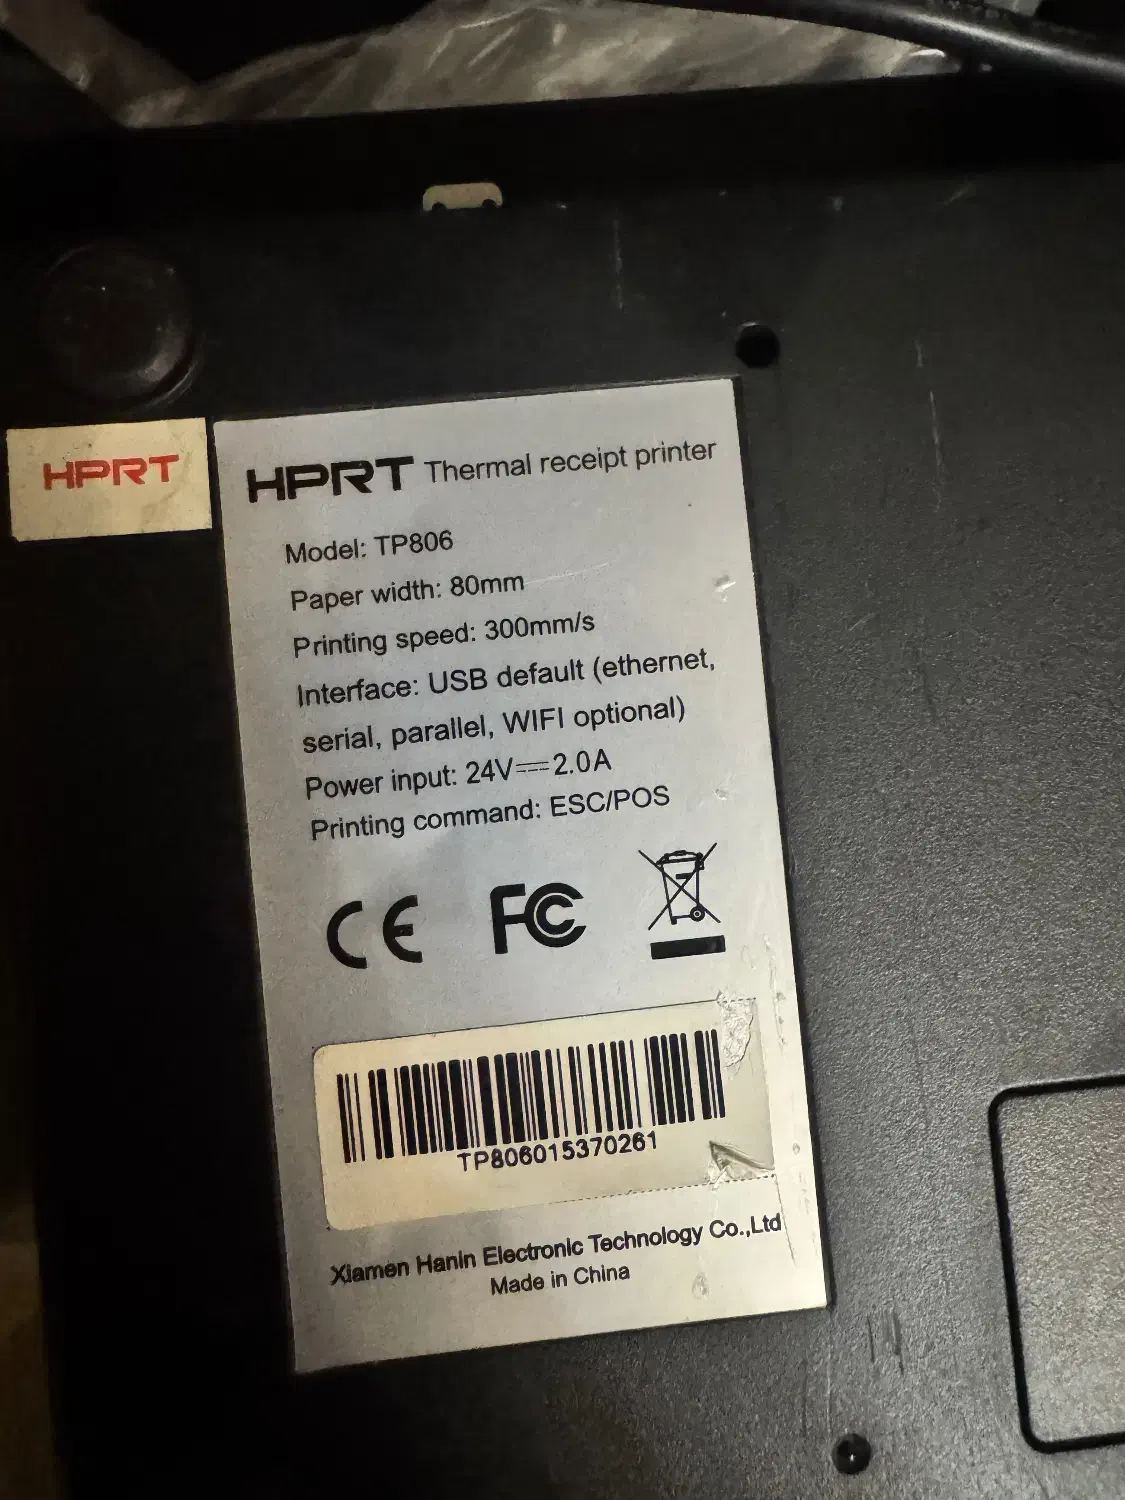 HPRT
HPRT Thermal receipt printer
Model: TP806
Paper width: 80mm
Printing speed: 300mm/s
Interface: USB default (ethernet,
serial, parallel, WIFI optional)
Power input: 24V⎓2.0A
Printing command: ESC/POS
CE FC
TP806015370261
Xiamen Hanin Electronic Technology Co.,Ltd
Made in China